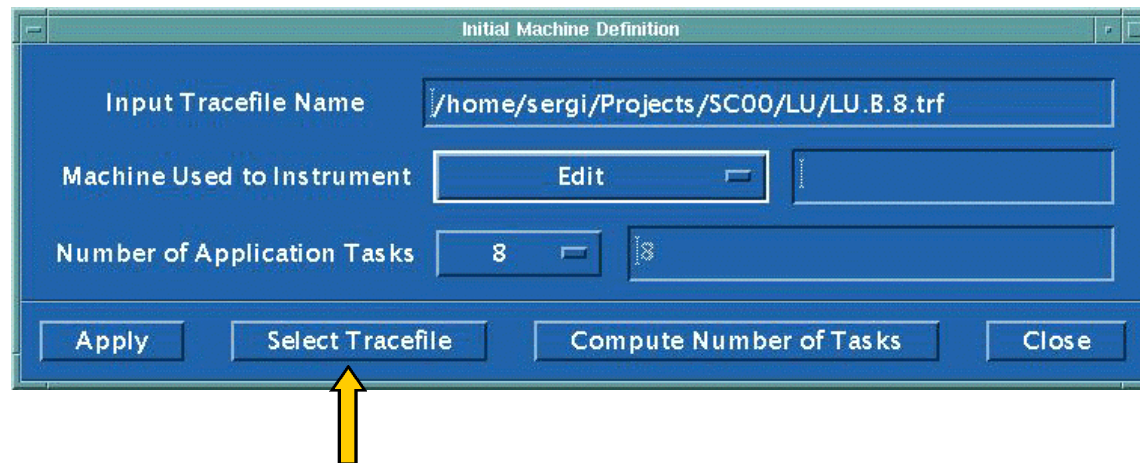 Initial Machine Definition
Input Tracefile Name /home/sergi/Projects/SC00/LU/LU.B.8.trf
Machine Used to Instrument Edit
Number of Application Tasks 8 8
Apply Select Tracefile Compute Number of Tasks Close